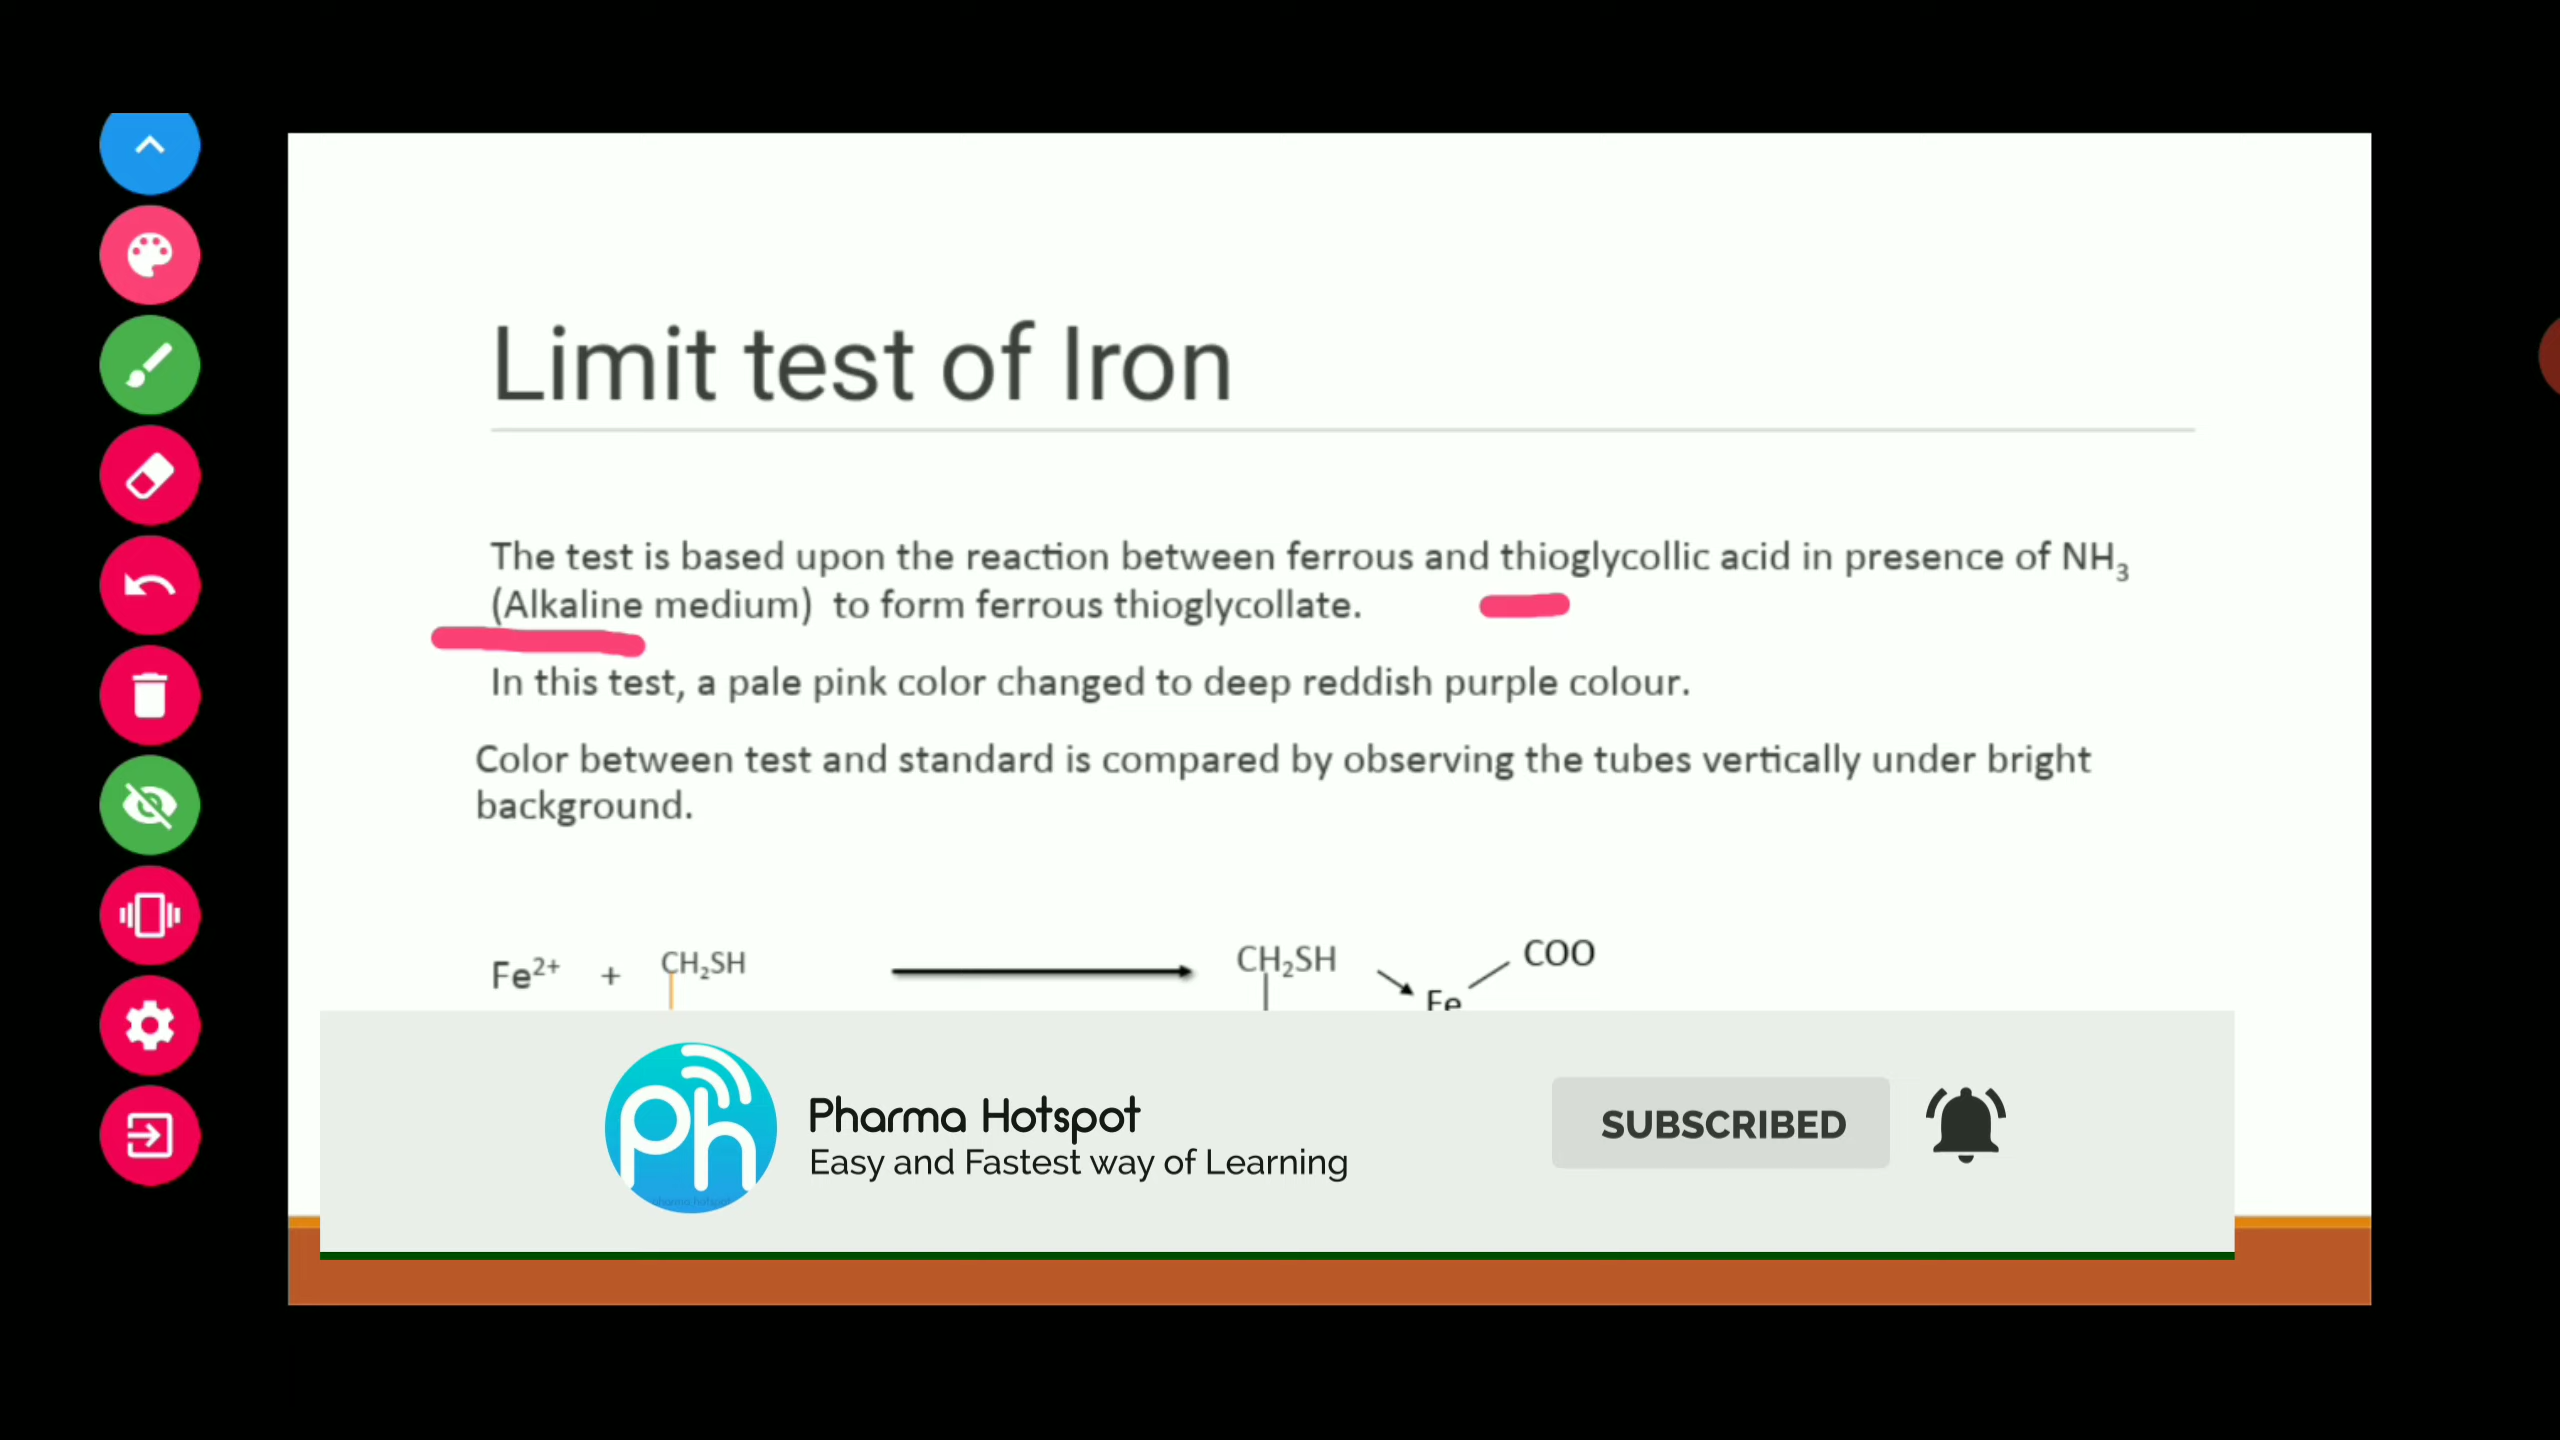 Limit test of Iron
The test is based upon the reaction between ferrous and thioglycollic acid in presence of NH₃
(Alkaline medium) to form ferrous thioglycollate.
In this test, a pale pink color changed to deep reddish purple colour.
Color between test and standard is compared by observing the tubes vertically under bright
background.
Fe²⁺ + CH₂SH CH₂SH COO
Fe
ph
Pharma Hotspot
Easy and Fastest way of Learning
SUBSCRIBED
pharma hotspot